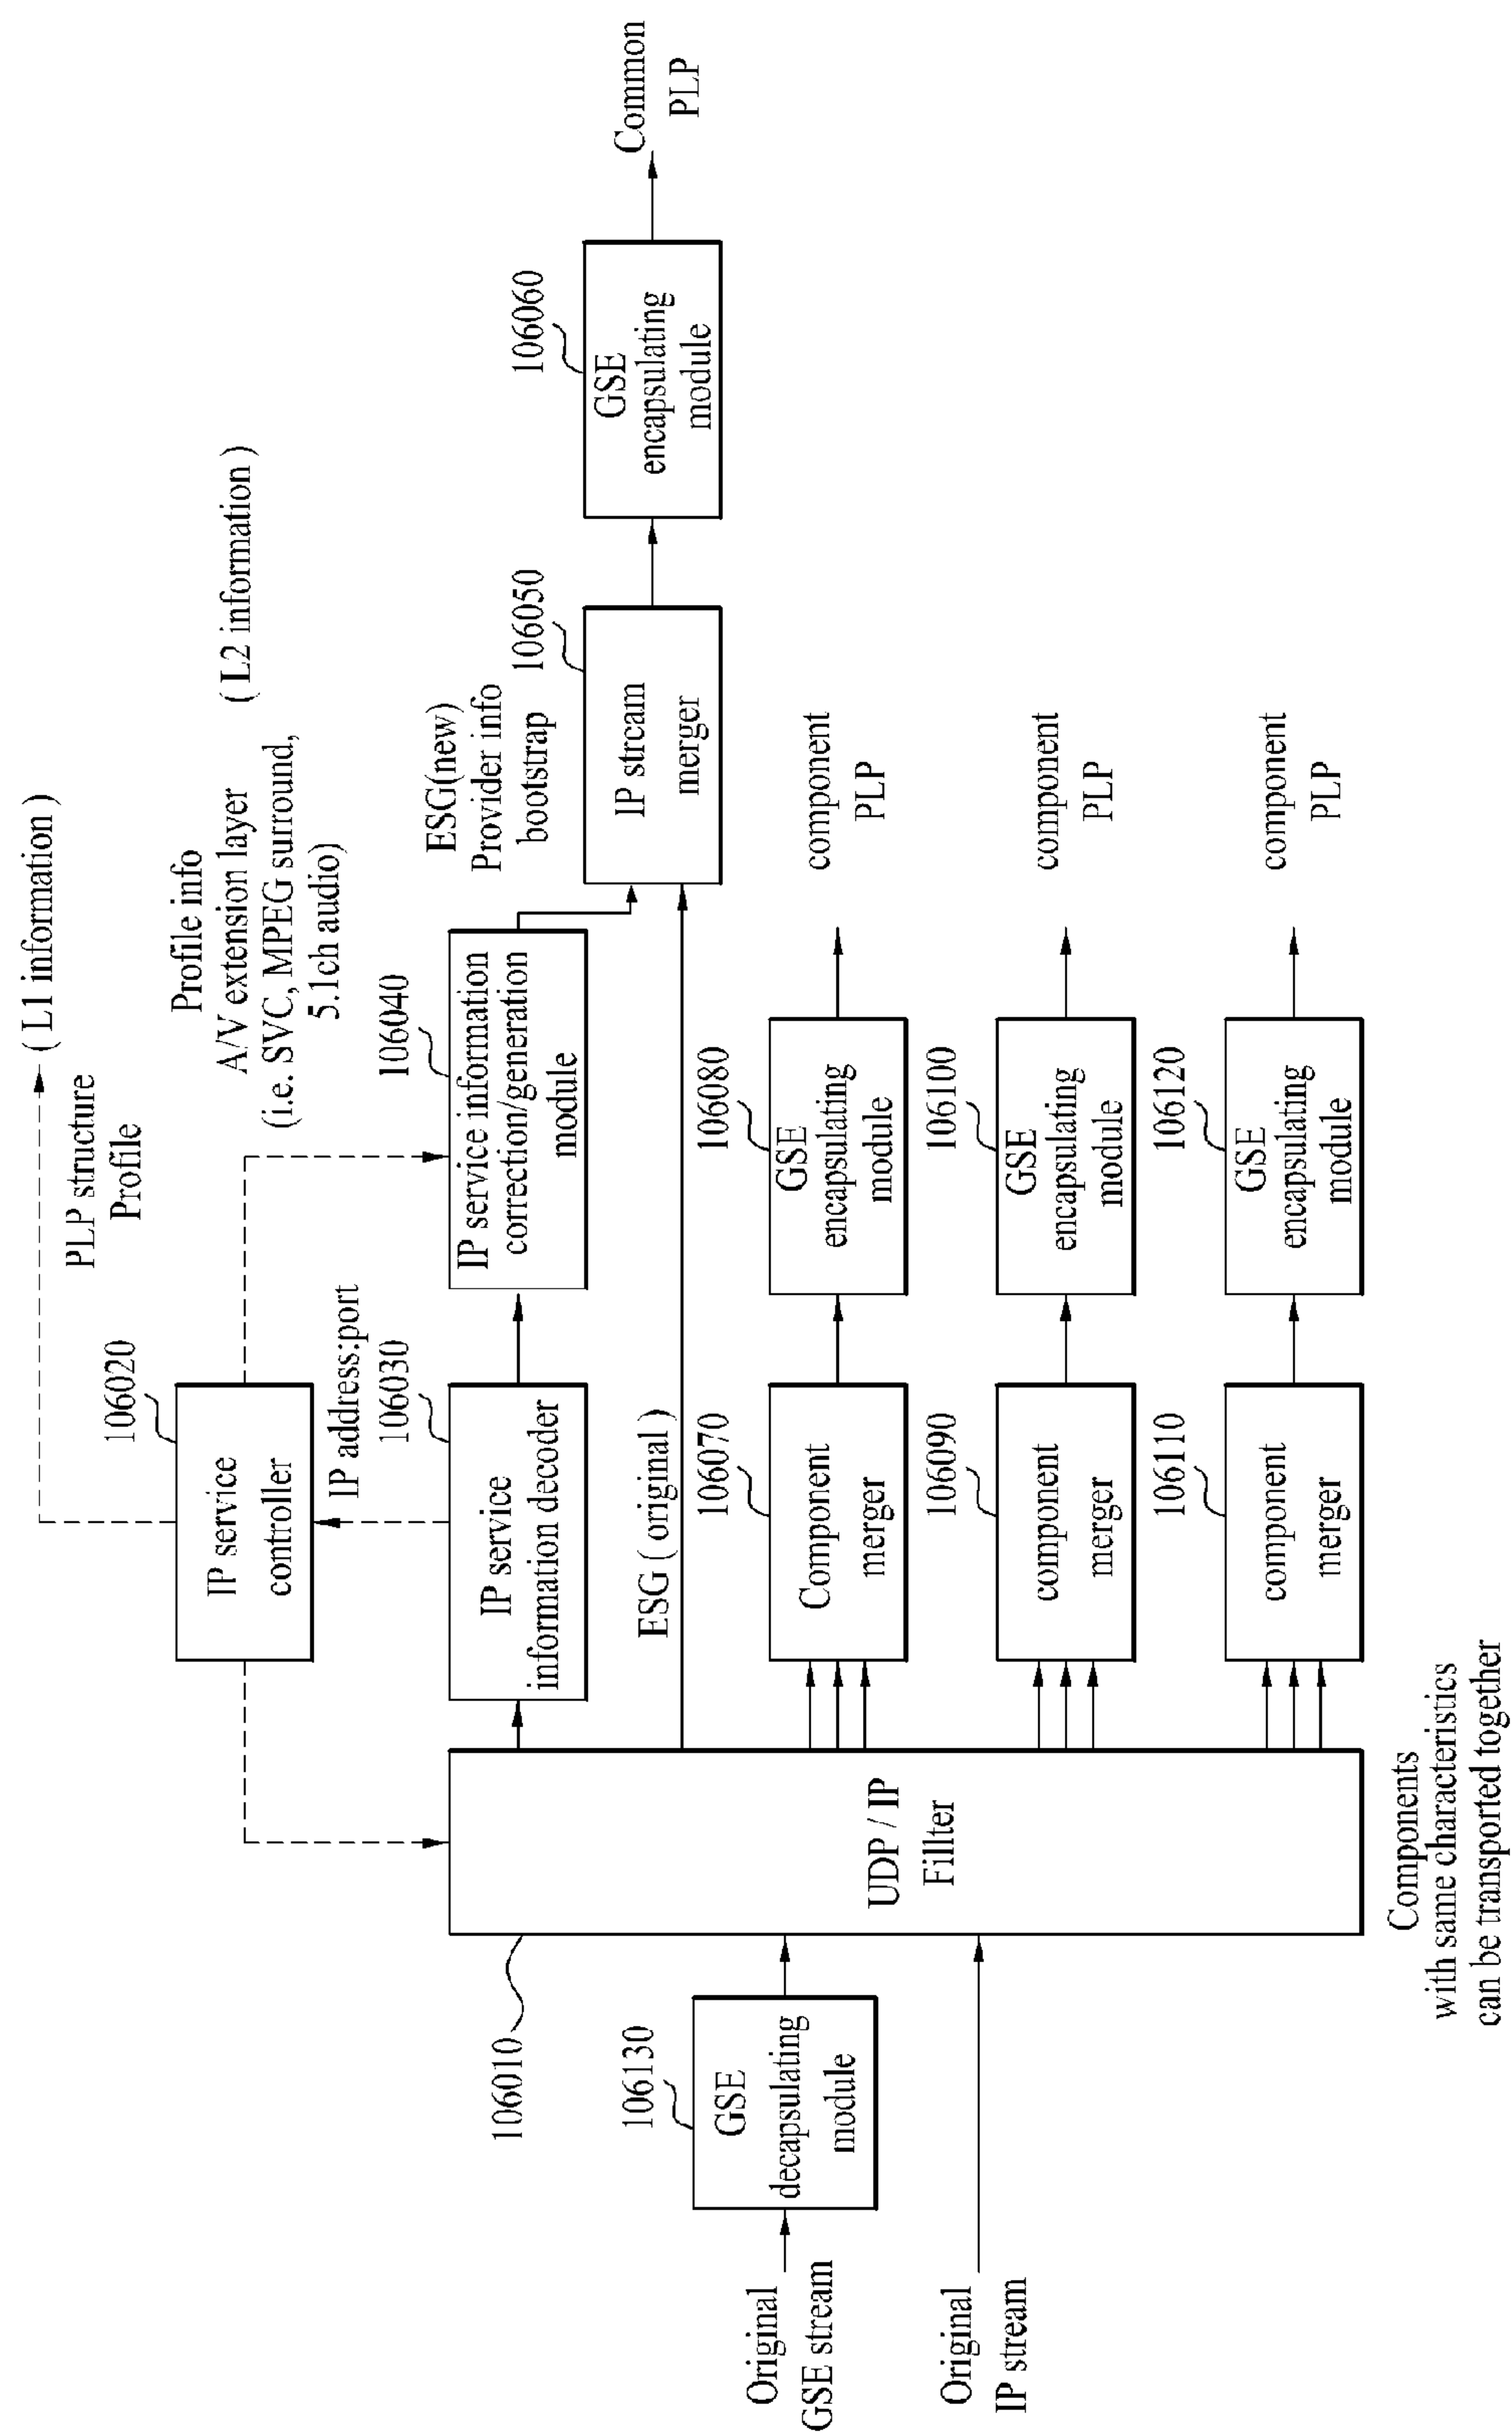 ( L1 information )
PLP structure
Profile
Profile info
A/V extension layer
( L2 information )
(i.e. SVC, MPEG surround,
5.1ch audio)
106020
IP service
controller
IP address:port
106030
IP service
information decoder
106040
IP service information
correction/generation
module
ESG(new)
Provider info
bootstrap
106050
IP stream
merger
106060
GSE
encapsulating
module
Common
PLP
ESG ( original )
106010
UDP / IP
Fillter
Original
GSE stream
106130
GSE
decapsulating
module
Original
IP stream
106070
Component
merger
106080
GSE
encapsulating
module
component
PLP
106090
component
merger
106100
GSE
encapsulating
module
component
PLP
106110
component
merger
106120
GSE
encapsulating
module
component
PLP
Components
with same characteristics
can be transported together